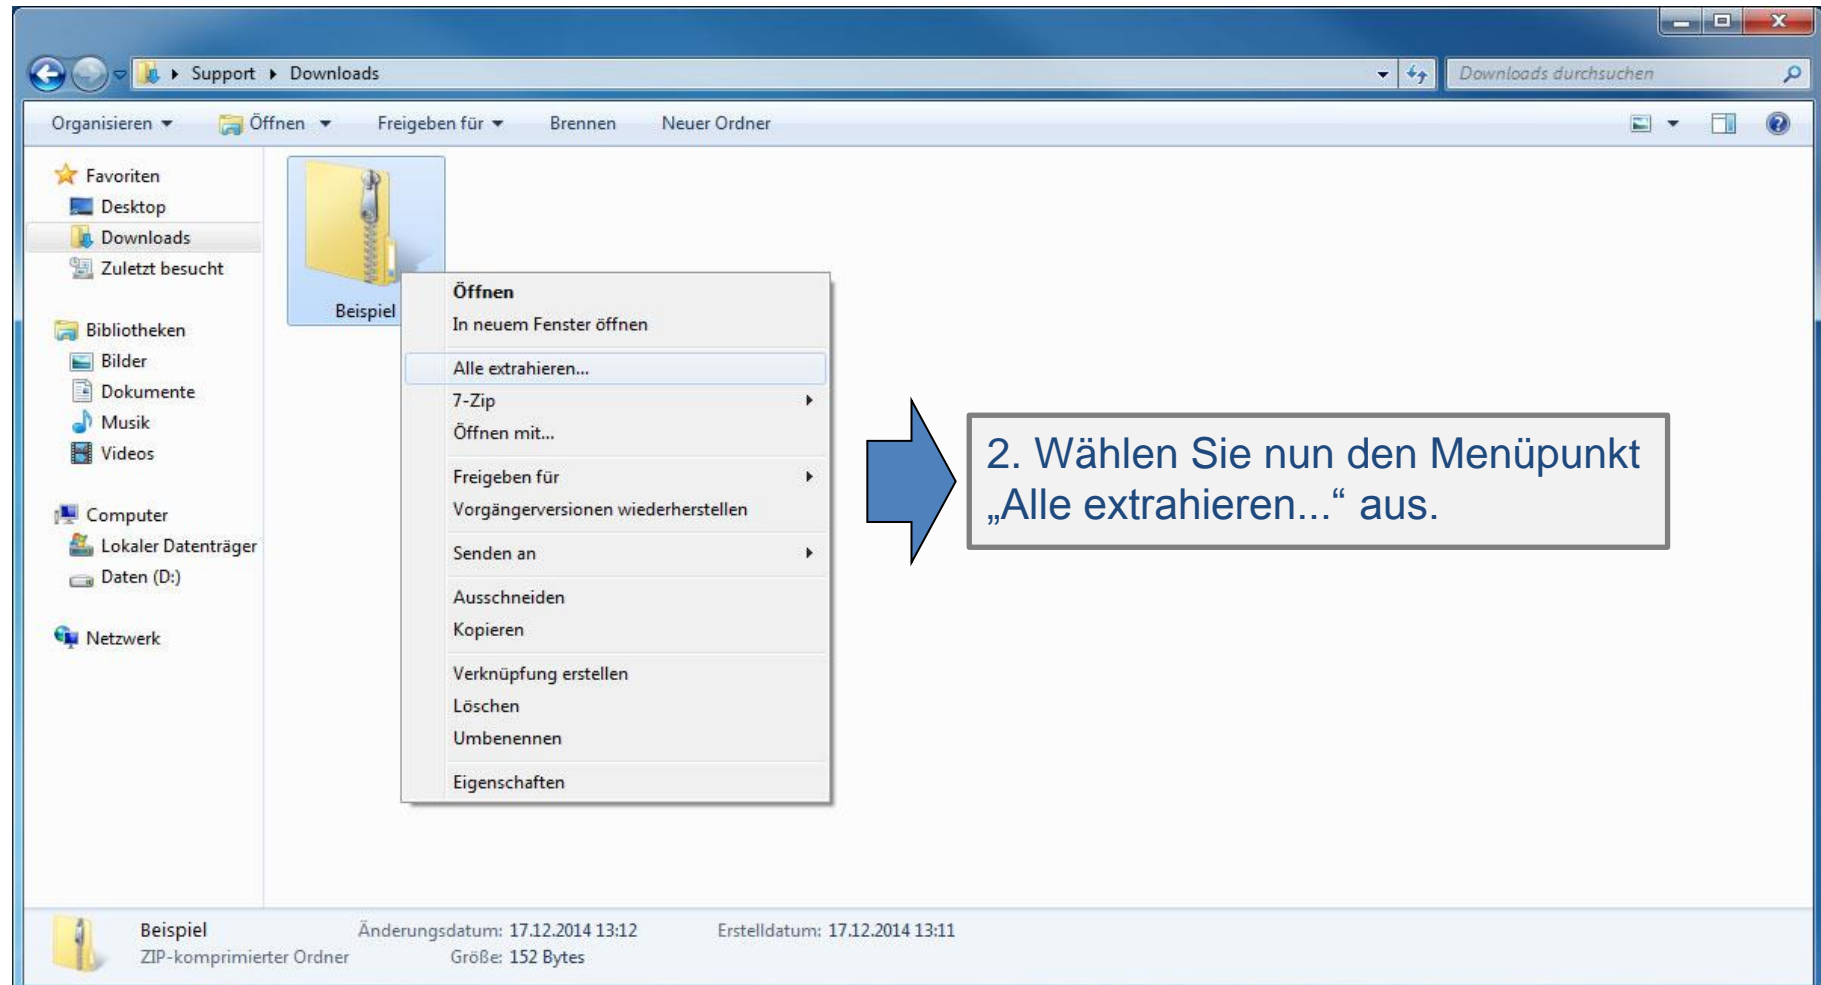 Support ▸ Downloads
Downloads durchsuchen
Organisieren
Öffnen
Freigeben für
Brennen
Neuer Ordner
Favoriten
Desktop
Downloads
Zuletzt besucht
Bibliotheken
Bilder
Dokumente
Musik
Videos
Computer
Lokaler Datenträger
Daten (D:)
Netzwerk
Beispiel
Öffnen
In neuem Fenster öffnen
Alle extrahieren...
7-Zip
Öffnen mit...
Freigeben für
Vorgängerversionen wiederherstellen
Senden an
Ausschneiden
Kopieren
Verknüpfung erstellen
Löschen
Umbenennen
Eigenschaften
2. Wählen Sie nun den Menüpunkt
„Alle extrahieren...“ aus.
Beispiel Änderungsdatum: 17.12.2014 13:12 Erstelldatum: 17.12.2014 13:11
ZIP-komprimierter Ordner Größe: 152 Bytes